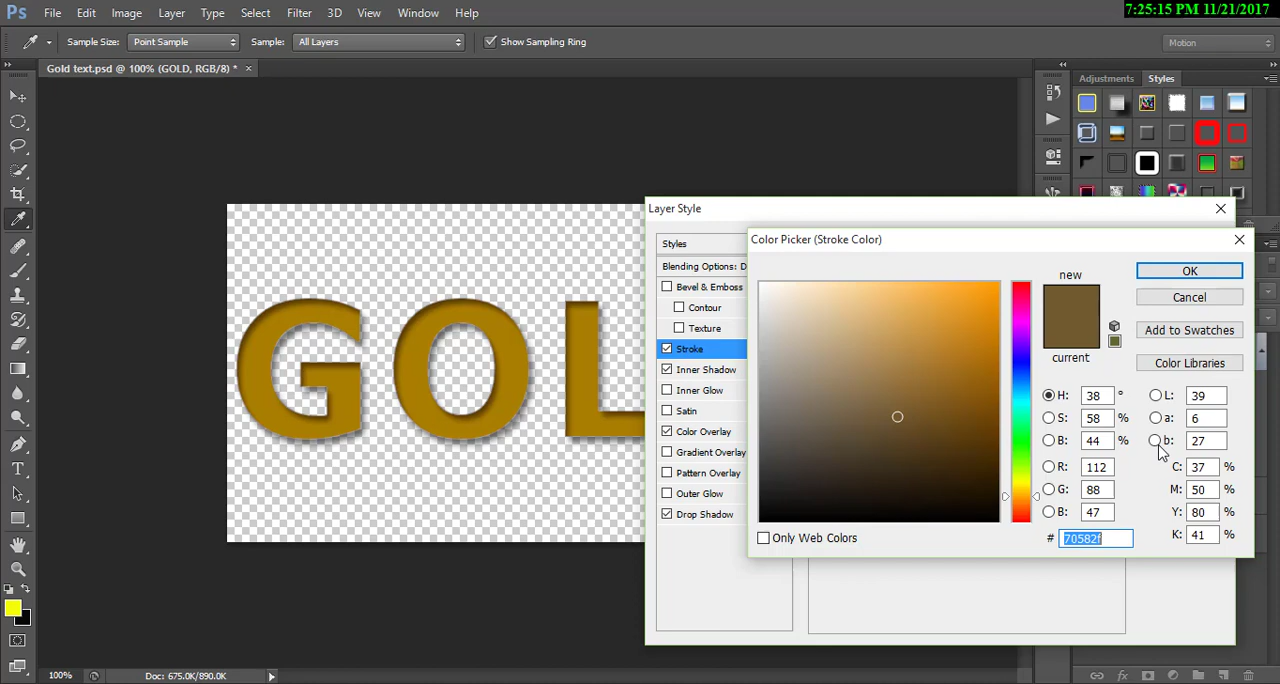 7:25:15 PM 11/21/2017
Ps File Edit Image Layer Type Select Filter 3D View Window Help
Sample Size: Point Sample Sample: All Layers Show Sampling Ring Motion
Gold text.psd @ 100% (GOLD, RGB/8) * ×
Adjustments Styles
GOL
Layer Style
Styles
Blending Options: D
Bevel & Emboss
Contour
Texture
Stroke
Inner Shadow
Inner Glow
Satin
Color Overlay
Gradient Overlay
Pattern Overlay
Outer Glow
Drop Shadow
Color Picker (Stroke Color)
new
current
OK
Cancel
Add to Swatches
Color Libraries
H: 38 ° L: 39
S: 58 % a: 6
B: 44 % b: 27
R: 112 C: 37 %
G: 88 M: 50 %
B: 47 Y: 80 %
# 70582f K: 41 %
Only Web Colors
100% Doc: 675.0K/890.0K